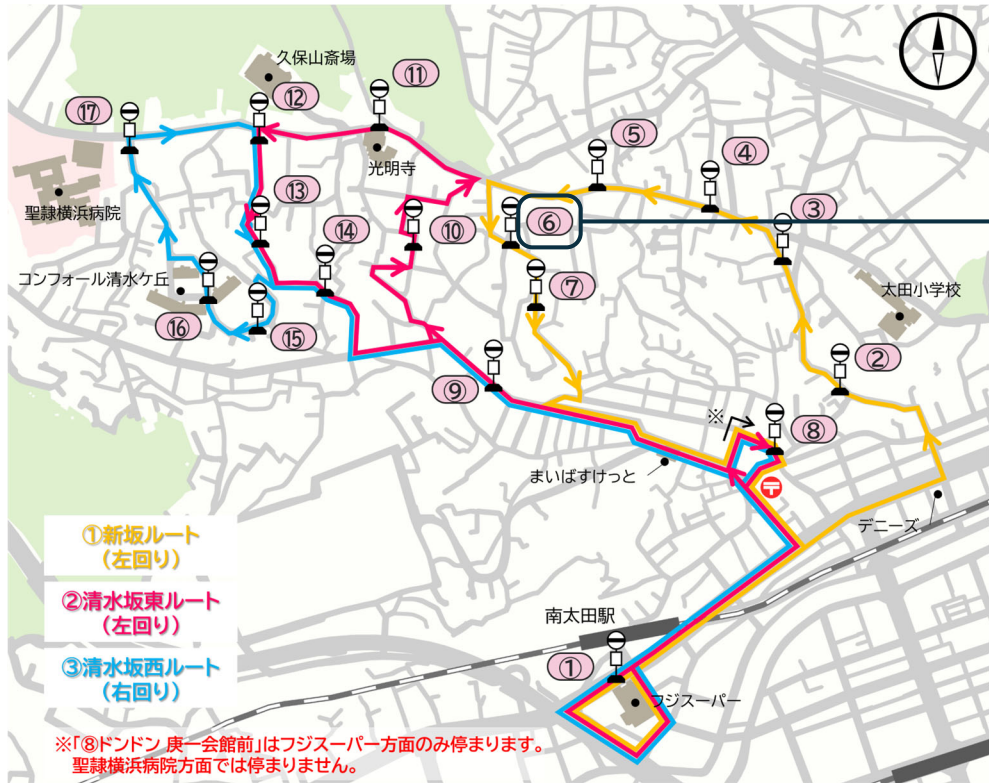 久保山斎場
⑪
⑫
⑰
⑤
④
光明寺
⑬
聖隷横浜病院
⑭
⑩
⑥
③
コンフォール清水ケ丘
⑦
太田小学校
⑯
⑮
②
⑨
※
⑧
まいばすけっと
〒
デニーズ
①新坂ルート
(左回り)
②清水坂東ルート
(左回り)
③清水坂西ルート
(右回り)
南太田駅
①
フジスーパー
※「⑧ドンドン 庚一会館前」はフジスーパー方面のみ停まります。
聖隷横浜病院方面では停まりません。